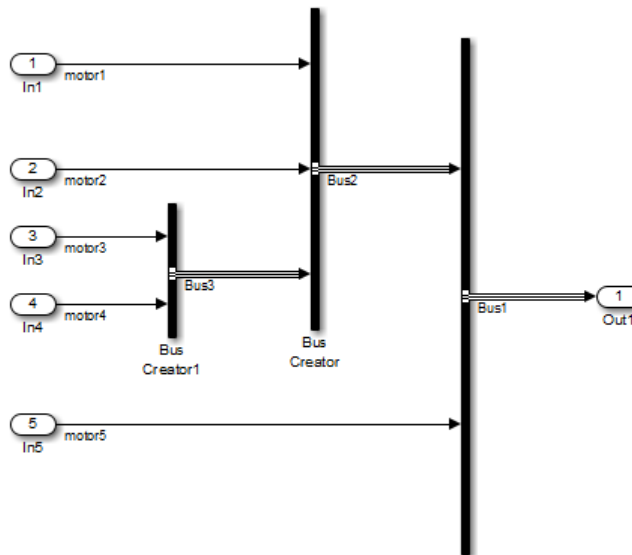 1
motor1
In1
2
motor2
In2
Bus2
3
motor3
In3
Bus3
4
motor4
In4
Bus
Creator1
Bus
Creator
1
Bus1
Out1
5
motor5
In5